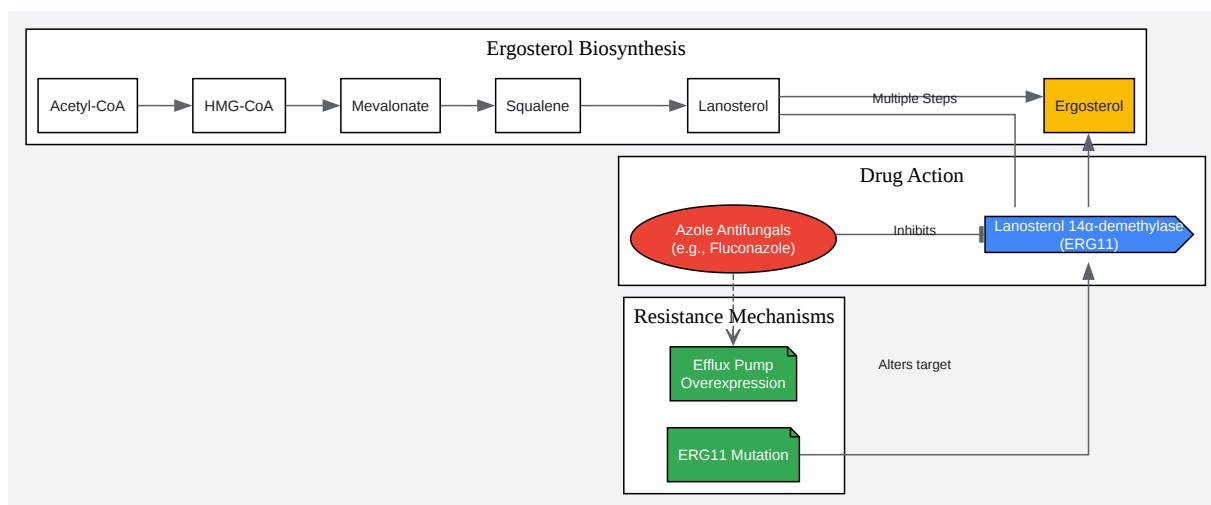 Ergosterol Biosynthesis
Acetyl-CoA
HMG-CoA
Mevalonate
Squalene
Lanosterol
Multiple Steps
Ergosterol
Drug Action
Azole Antifungals
(e.g., Fluconazole)
Inhibits
Lanosterol 14α-demethylase
(ERG11)
Resistance Mechanisms
Efflux Pump
Overexpression
Alters target
ERG11 Mutation